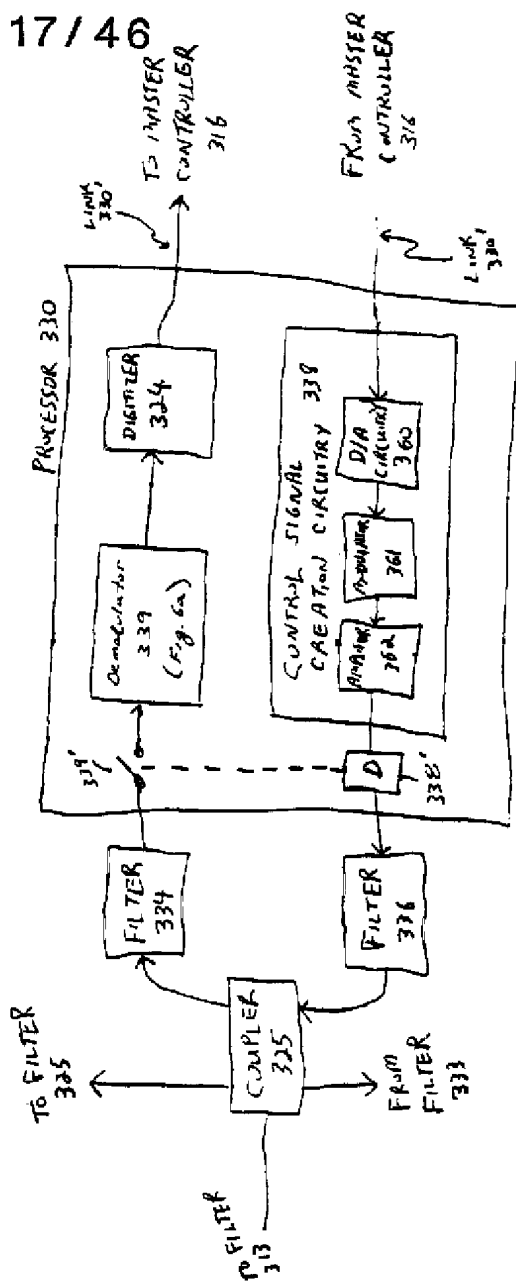 17/46
PROCESSOR 330
LINK,
330'
TO MASTER
CONTROLLER
316
DIGITIZER
324
Demodulator
339
(Fig. 6a)
339'
FILTER
334
TO FILTER
325
COUPLER
325
TO FILTER
313
FROM
FILTER
333
FILTER
336
D
338'
CONTROL SIGNAL
CREATION CIRCUITRY 338
AMPLIFIER
362
MODULATOR
361
D/A
CIRCUITRY
360
FROM MASTER
CONTROLLER
316
LINK,
330'